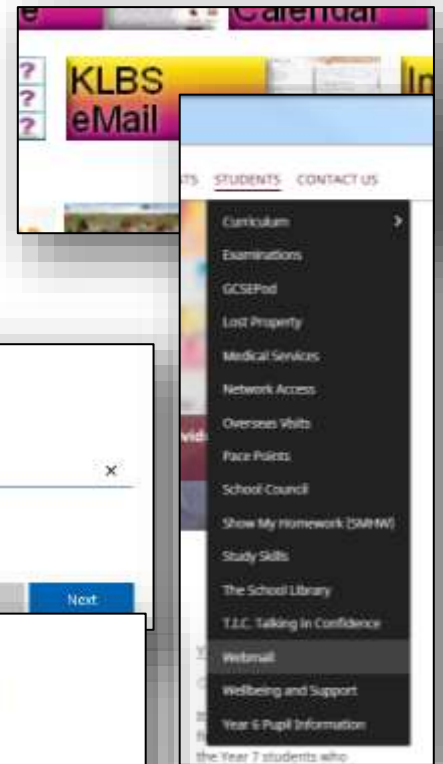 Calendar
?
?
?
KLBS
eMail
In
STUDENTS CONTACT US
Curriculum >
Examinations
GCSEPod
Lost Property
Medical Services
Network Access
Overseas Visits
Pace Points
School Council
Show My Homework (SMHW)
Study Skills
The School Library
T.I.C. Talking in Confidence
Webmail
Wellbeing and Support
Year 6 Pupil Information
the Year 7 students who
×
Next